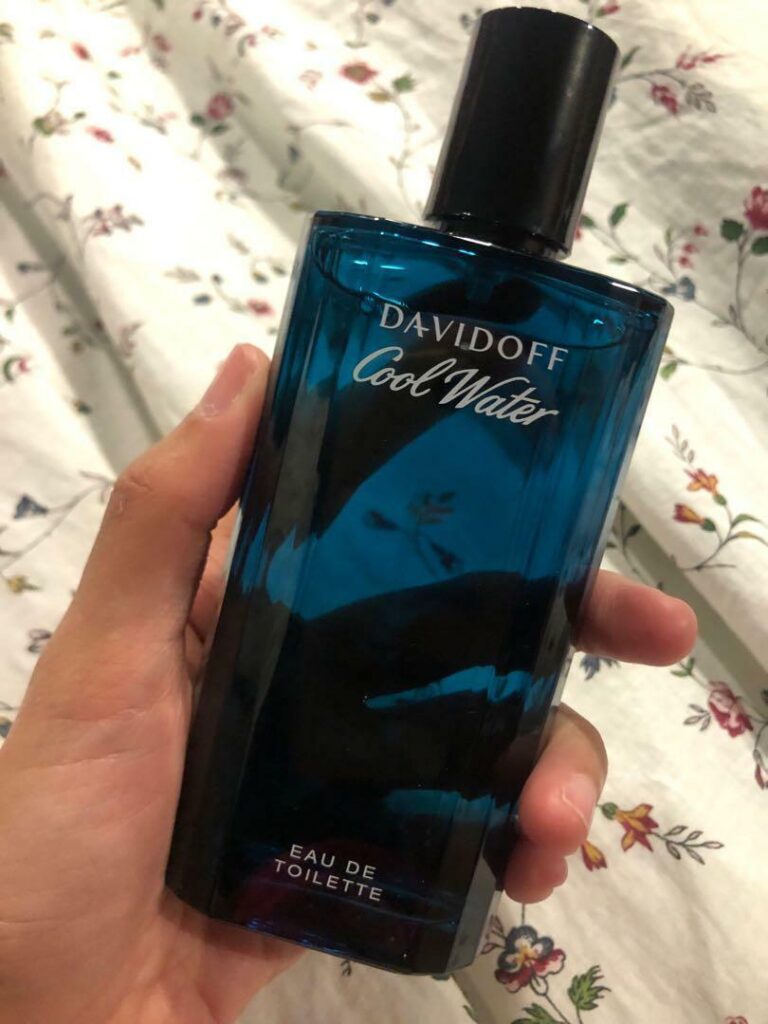 DAVIDOFF
Cool Water
EAU DE
TOILETTE